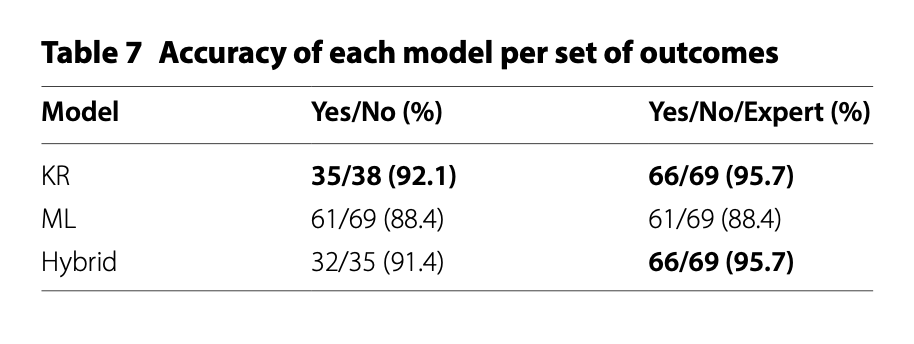 Table 7 Accuracy of each model per set of outcomes
Model Yes/No (%) Yes/No/Expert (%)
KR 35/38 (92.1) 66/69 (95.7)
ML 61/69 (88.4) 61/69 (88.4)
Hybrid 32/35 (91.4) 66/69 (95.7)